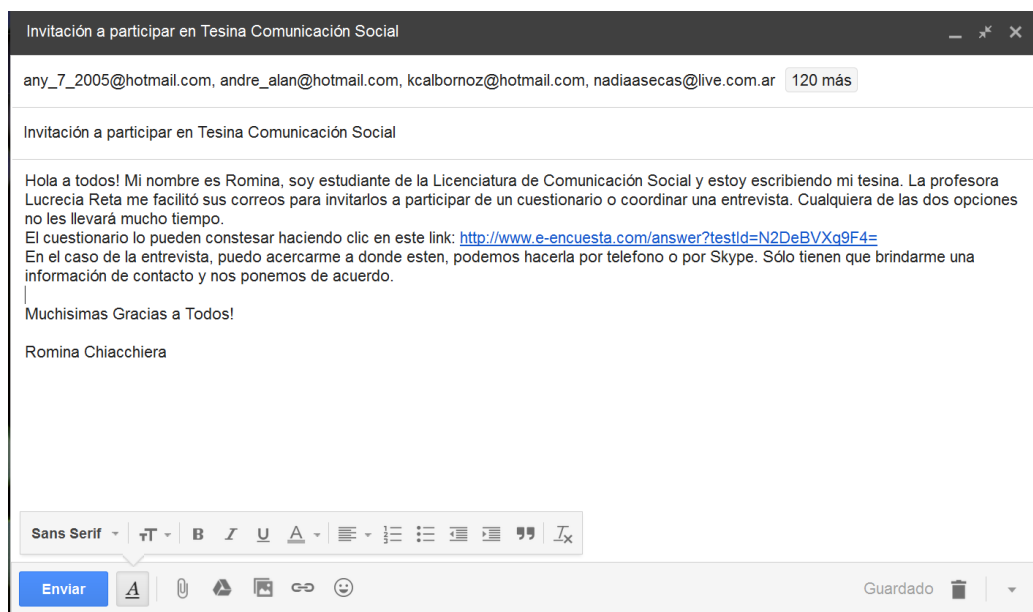 Invitación a participar en Tesina Comunicación Social
any_7_2005@hotmail.com, andre_alan@hotmail.com, kcalbornoz@hotmail.com, nadiaasecas@live.com.ar 120 más
Invitación a participar en Tesina Comunicación Social
Hola a todos! Mi nombre es Romina, soy estudiante de la Licenciatura de Comunicación Social y estoy escribiendo mi tesina. La profesora
Lucrecia Reta me facilitó sus correos para invitarlos a participar de un cuestionario o coordinar una entrevista. Cualquiera de las dos opciones
no les llevará mucho tiempo.
El cuestionario lo pueden constesar haciendo clic en este link: http://www.e-encuesta.com/answer?testId=N2DeBVXq9F4=
En el caso de la entrevista, puedo acercarme a donde esten, podemos hacerla por telefono o por Skype. Sólo tienen que brindarme una
información de contacto y nos ponemos de acuerdo.
Muchisimas Gracias a Todos!
Romina Chiacchiera
Sans Serif
Enviar
Guardado